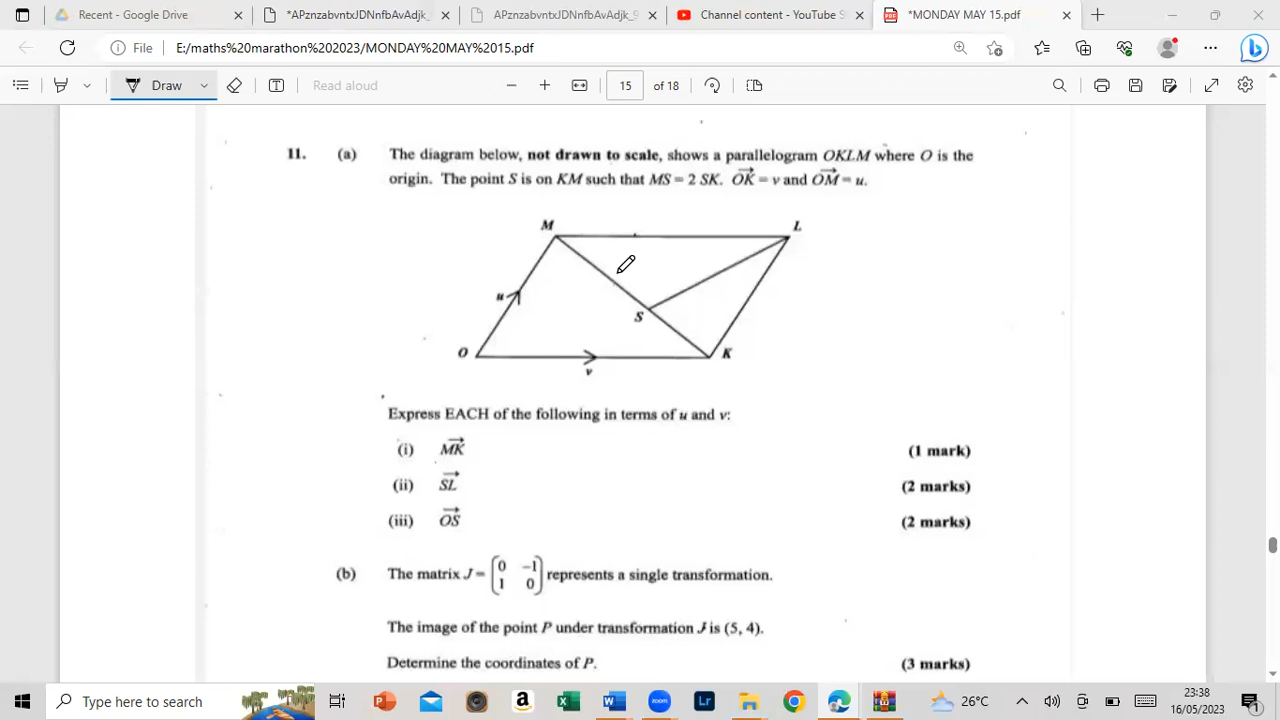 Recent - Google Drive
*APznzabvntxJDNnfbAvAdjk_
APznzabvntxJDNnfbAvAdjk_9
Channel content - YouTube S
*MONDAY MAY 15.pdf
File
E:/maths%20marathon%202023/MONDAY%20MAY%2015.pdf
Draw
Read aloud
15
of 18
11. (a) The diagram below, not drawn to scale, shows a parallelogram OKLM where O is the
origin. The point S is on KM such that MS = 2 SK. OK = v and OM = u.
M
L
u
S
O
K
v
Express EACH of the following in terms of u and v:
(i) MK (1 mark)
(ii) SL (2 marks)
(iii) OS (2 marks)
(b) The matrix J = (0 -1
1 0) represents a single transformation.
The image of the point P under transformation J is (5, 4).
Determine the coordinates of P. (3 marks)
Type here to search
zoom
Lr
26°C
23:38
16/05/2023
1